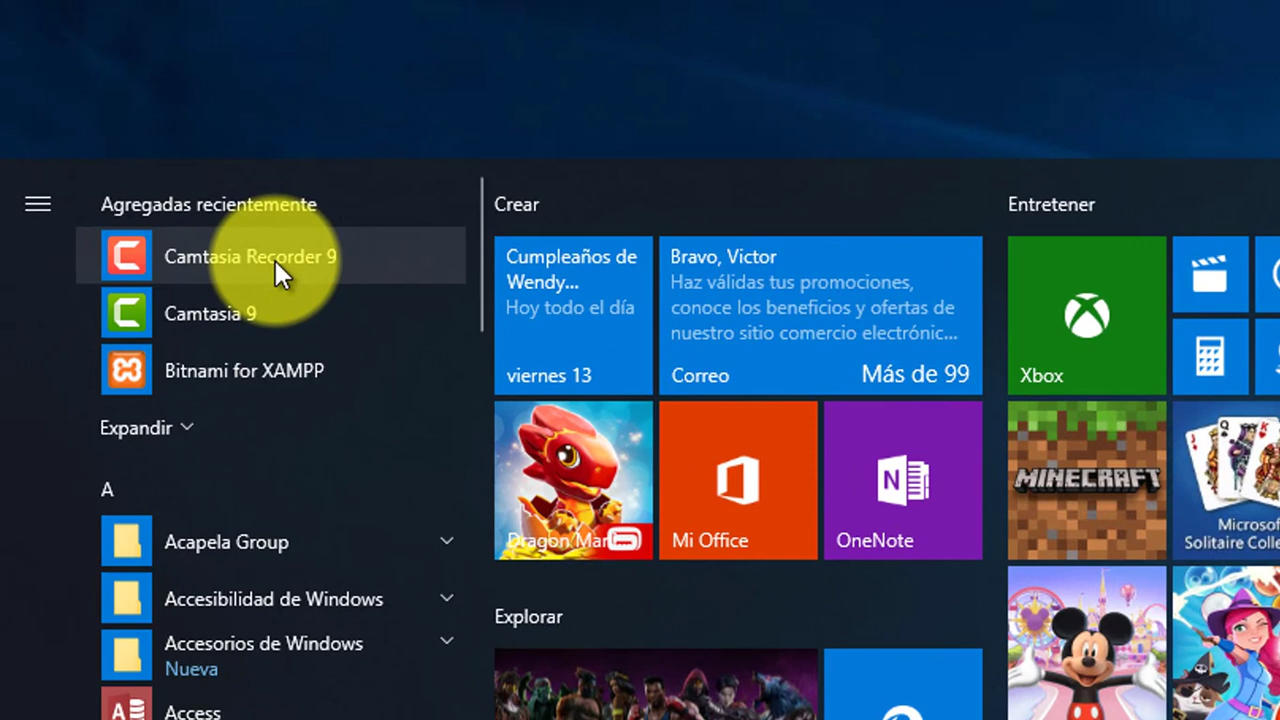 Agregadas recientemente
Camtasia Recorder 9
Camtasia 9
Bitnami for XAMPP
Expandir
A
Acapela Group
Accesibilidad de Windows
Accesorios de Windows
Nueva
Access
Crear
Cumpleaños de
Wendy...
Hoy todo el día
viernes 13
Bravo, Victor
Haz válidas tus promociones,
conoce los beneficios y ofertas de
nuestro sitio comercio electrónic...
Correo
Más de 99
Mi Office
OneNote
Explorar
Entretener
Xbox
MINECRAFT
Solitaire